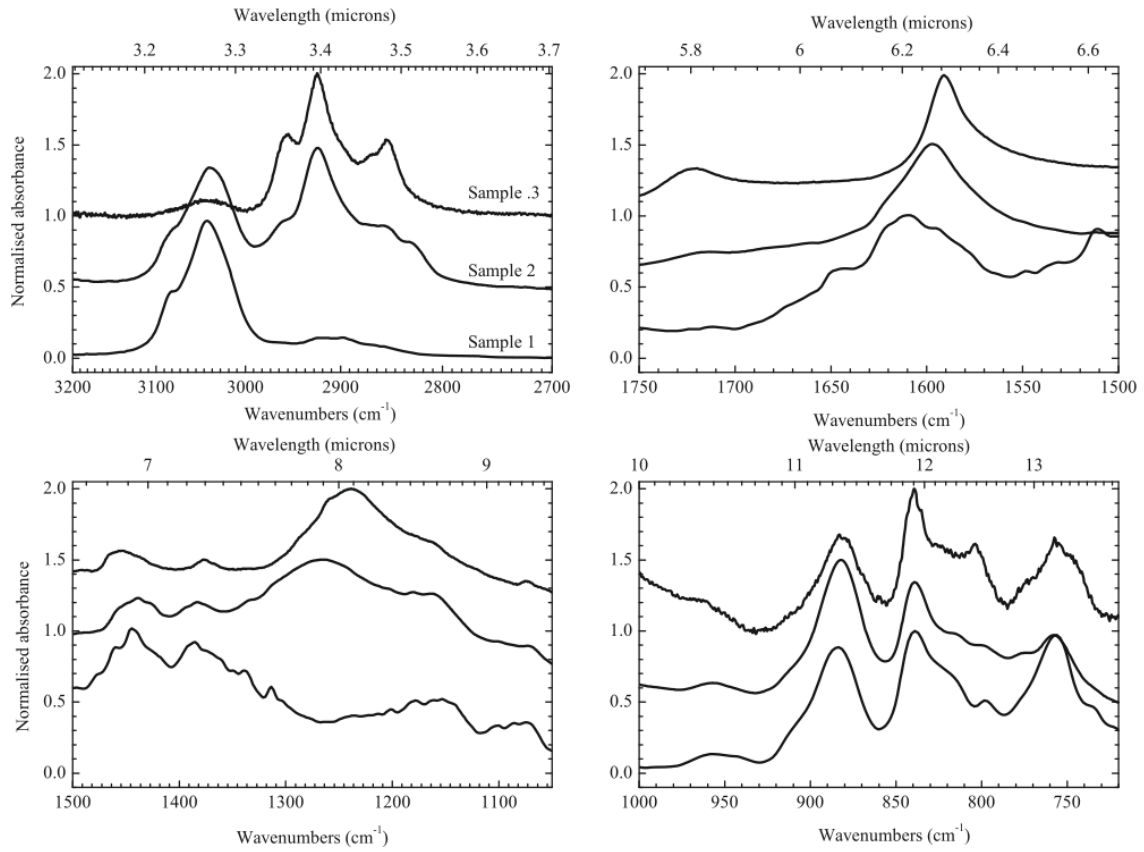 Wavelength (microns)
3.2 3.3 3.4 3.5 3.6 3.7
Normalised absorbance
2.0
1.5
1.0
0.5
0.0
Sample .3
Sample 2
Sample 1
3200 3100 3000 2900 2800 2700
Wavenumbers (cm⁻¹)
Wavelength (microns)
5.8 6 6.2 6.4 6.6
2.0
1.5
1.0
0.5
0.0
1750 1700 1650 1600 1550 1500
Wavenumbers (cm⁻¹)
Wavelength (microns)
7 8 9
Normalised absorbance
2.0
1.5
1.0
0.5
0.0
1500 1400 1300 1200 1100
Wavenumbers (cm⁻¹)
Wavelength (microns)
10 11 12 13
2.0
1.5
1.0
0.5
0.0
1000 950 900 850 800 750
Wavenumbers (cm⁻¹)